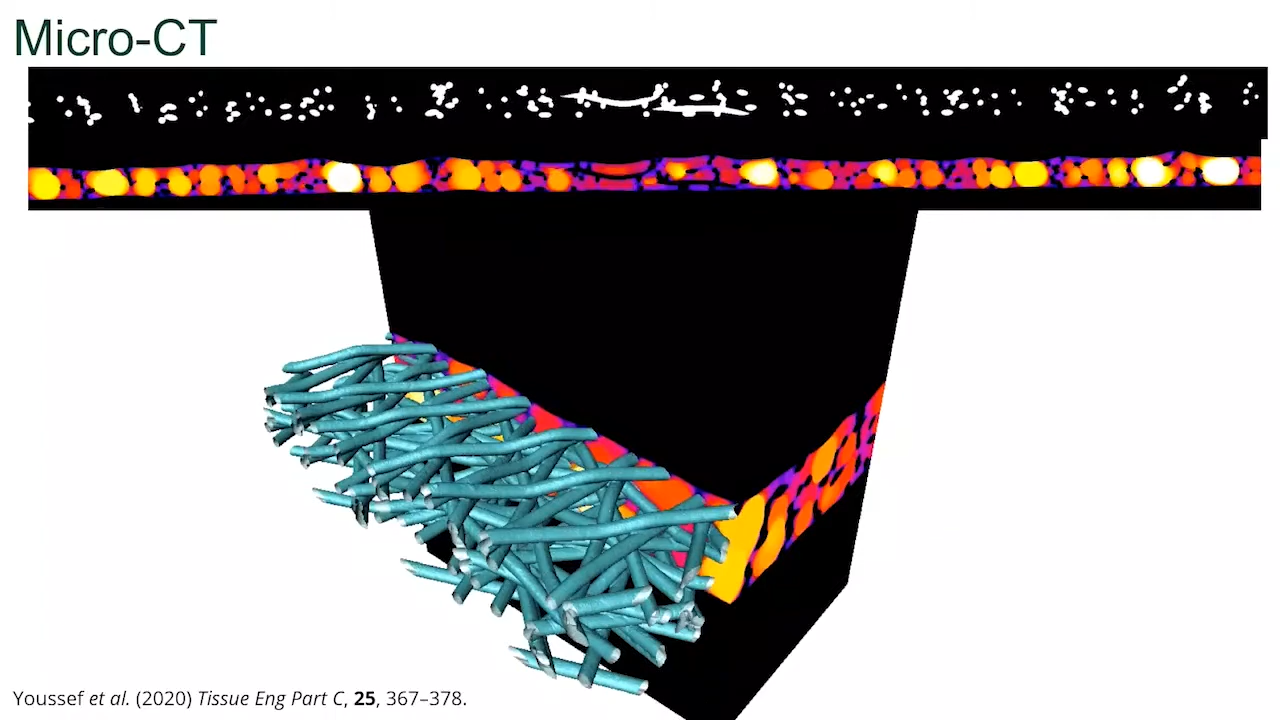 Micro-CT
Youssef et al. (2020) Tissue Eng Part C, 25, 367–378.